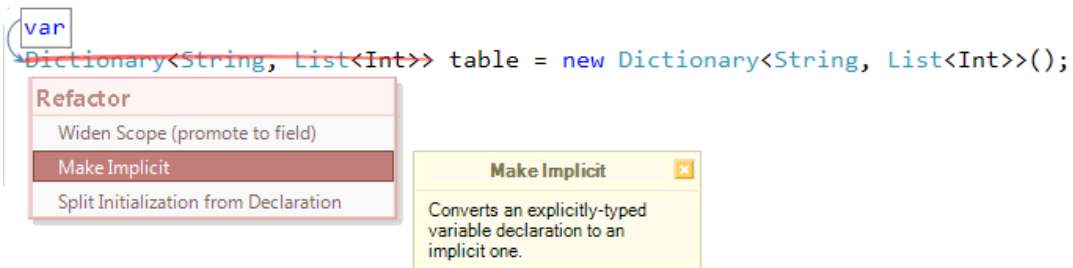 var
Dictionary<String, List<Int>> table = new Dictionary<String, List<Int>>();
Refactor
Widen Scope (promote to field)
Make Implicit
Split Initialization from Declaration
Make Implicit
Converts an explicitly-typed
variable declaration to an
implicit one.